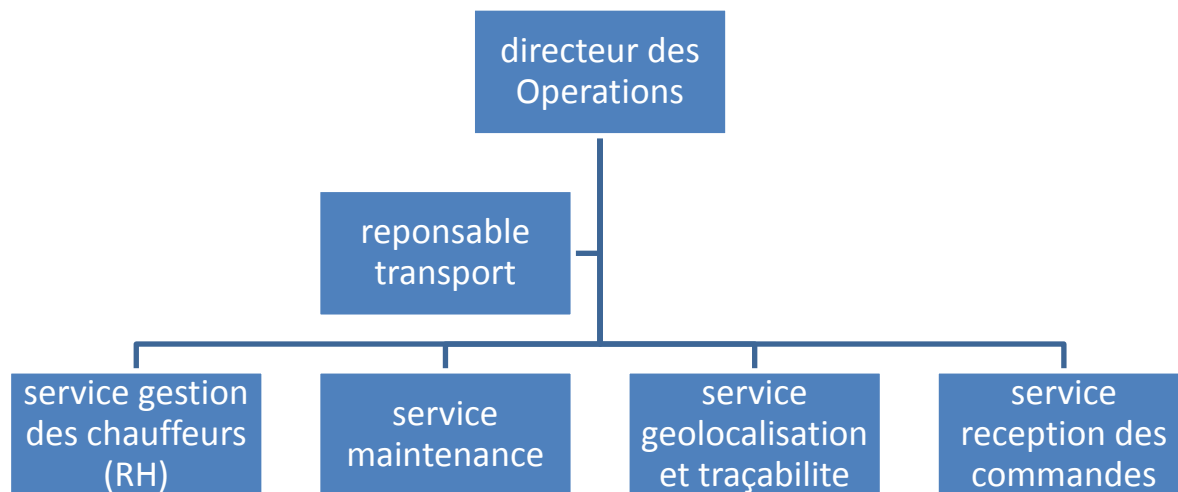 directeur des
Operations
reponsable
transport
service gestion
des chauffeurs
(RH)
service
maintenance
service
geolocalisation
et traçabilite
service
reception des
commandes